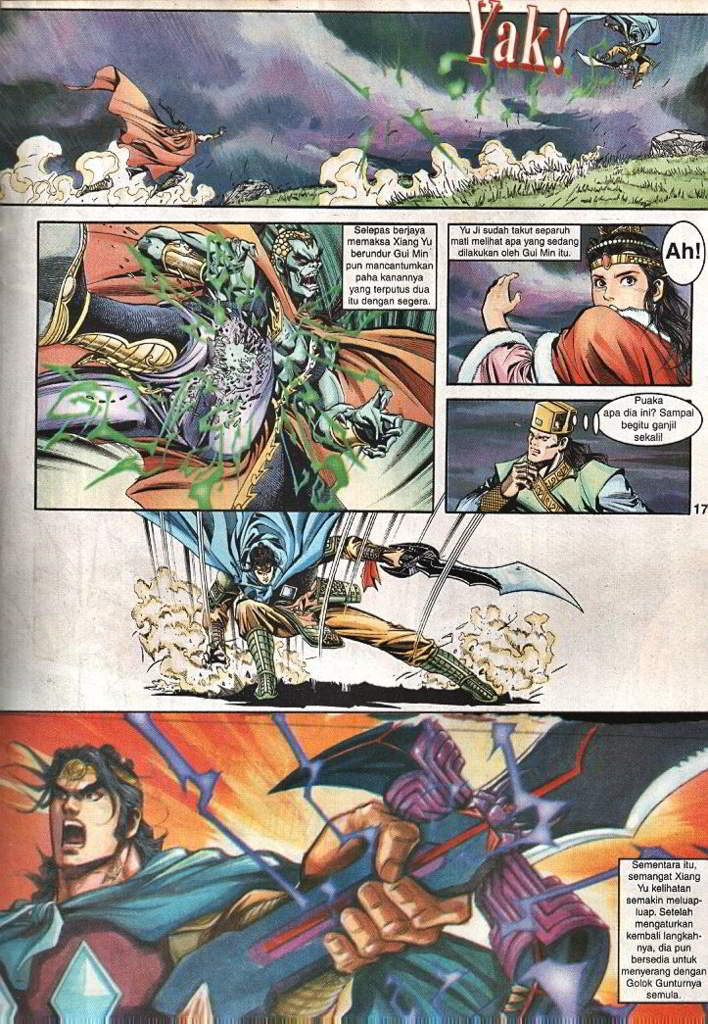 Yak!
Selepas berjaya
memaksa Xiang Yu
berundur Gui Min
pun mancantumkan
paha kanannya
yang terputus dua
itu dengan segera.
Yu Ji sudah takut separuh
mati melihat apa yang sedang
dilakukan oleh Gui Min itu.
Ah!
Puaka
apa dia ini? Sampai
begitu ganjil
sekali!
17
Sementara itu,
semangat Xiang
Yu kelihatan
semakin meluap-
luap. Setelah
mengaturkan
kembali langkah-
nya, dia pun
bersedia untuk
menyerang dengan
Golok Gunturnya
semula.